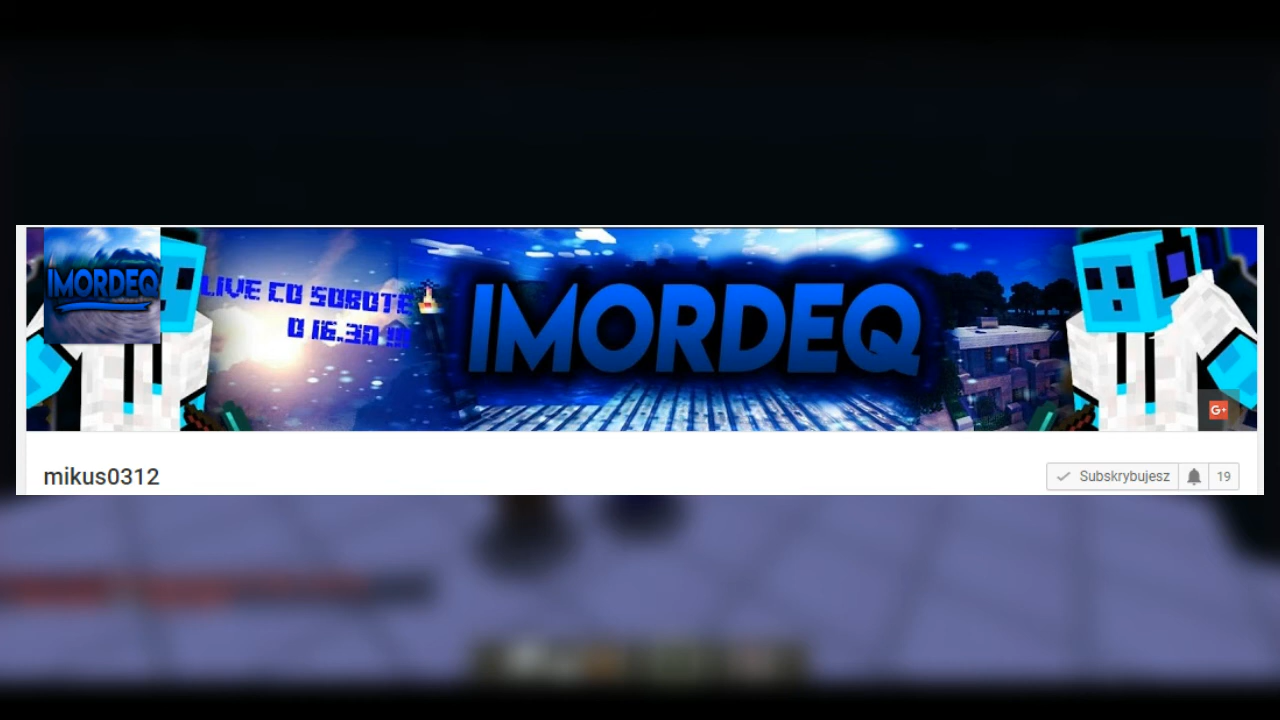 IMORDEQ
LIVE CO SOBOTE
O 16.30 !!!
IMORDEQ
G+
mikus0312
Subskrybujesz
19